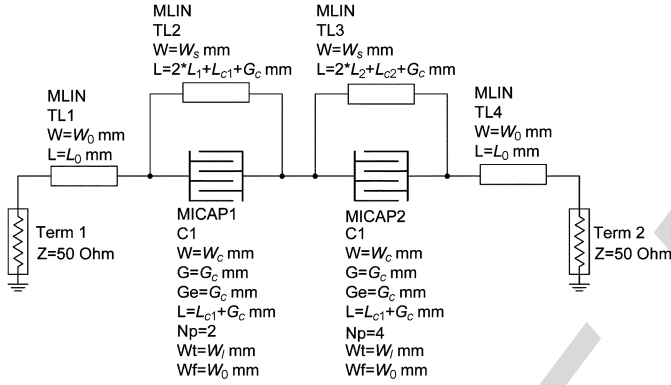 MLIN
TL2
W=Ws mm
L=2*L1+Lc1+Gc mm
MLIN
TL3
W=Ws mm
L=2*L2+Lc2+Gc mm
MLIN
TL1
W=W0 mm
L=L0 mm
MLIN
TL4
W=W0 mm
L=L0 mm
Term 1
Z=50 Ohm
MICAP1
C1
W=Wc mm
G=Gc mm
Ge=Gc mm
L=Lc1+Gc mm
Np=2
Wt=Wl mm
Wf=W0 mm
MICAP2
C1
W=Wc mm
G=Gc mm
Ge=Gc mm
L=Lc1+Gc mm
Np=4
Wt=Wl mm
Wf=W0 mm
Term 2
Z=50 Ohm